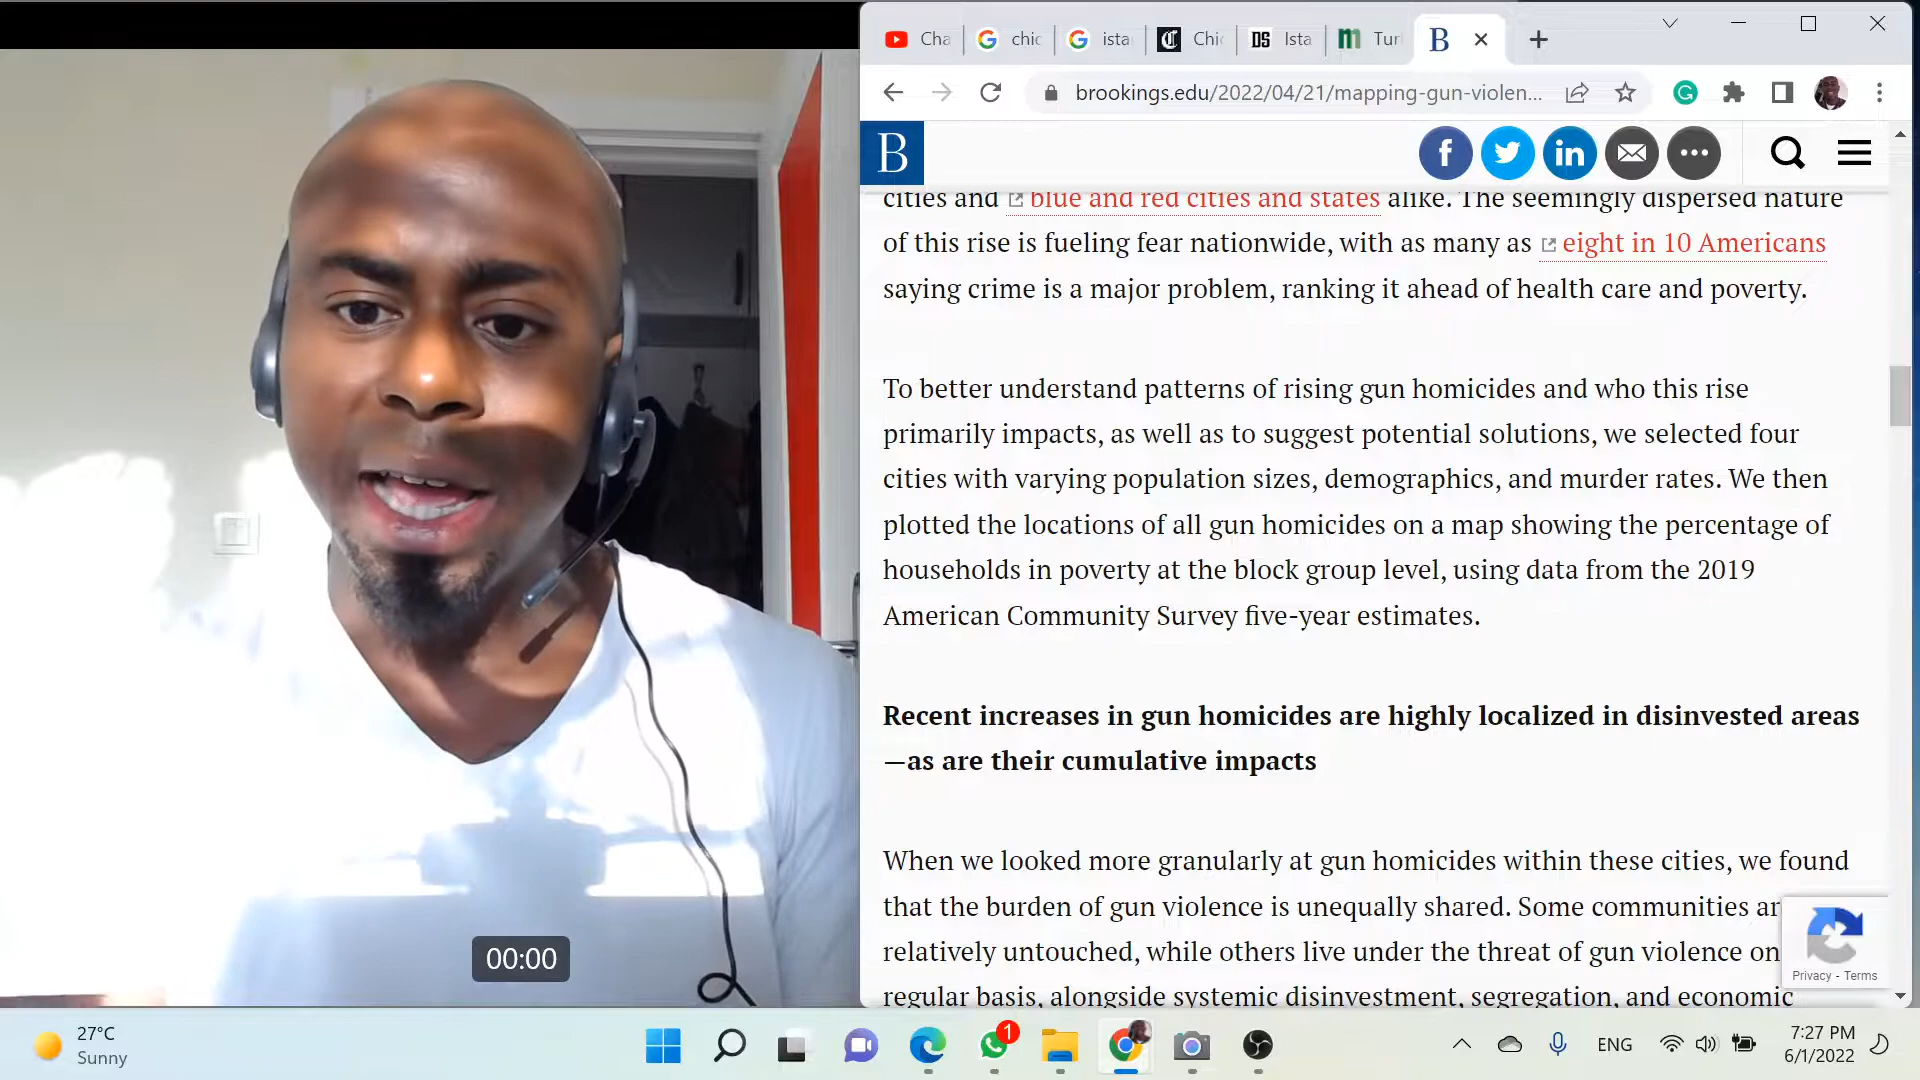 Cha
chic
ista
Chi
DS
Ista
Turl
B
brookings.edu/2022/04/21/mapping-gun-violen...
B
cities and blue and red cities and states alike. The seemingly dispersed nature
of this rise is fueling fear nationwide, with as many as eight in 10 Americans
saying crime is a major problem, ranking it ahead of health care and poverty.
To better understand patterns of rising gun homicides and who this rise
primarily impacts, as well as to suggest potential solutions, we selected four
cities with varying population sizes, demographics, and murder rates. We then
plotted the locations of all gun homicides on a map showing the percentage of
households in poverty at the block group level, using data from the 2019
American Community Survey five-year estimates.
Recent increases in gun homicides are highly localized in disinvested areas
—as are their cumulative impacts
When we looked more granularly at gun homicides within these cities, we found
that the burden of gun violence is unequally shared. Some communities ar
relatively untouched, while others live under the threat of gun violence on
regular basis, alongside systemic disinvestment, segregation, and economic
Privacy - Terms
00:00
27°C
Sunny
1
ENG
7:27 PM
6/1/2022